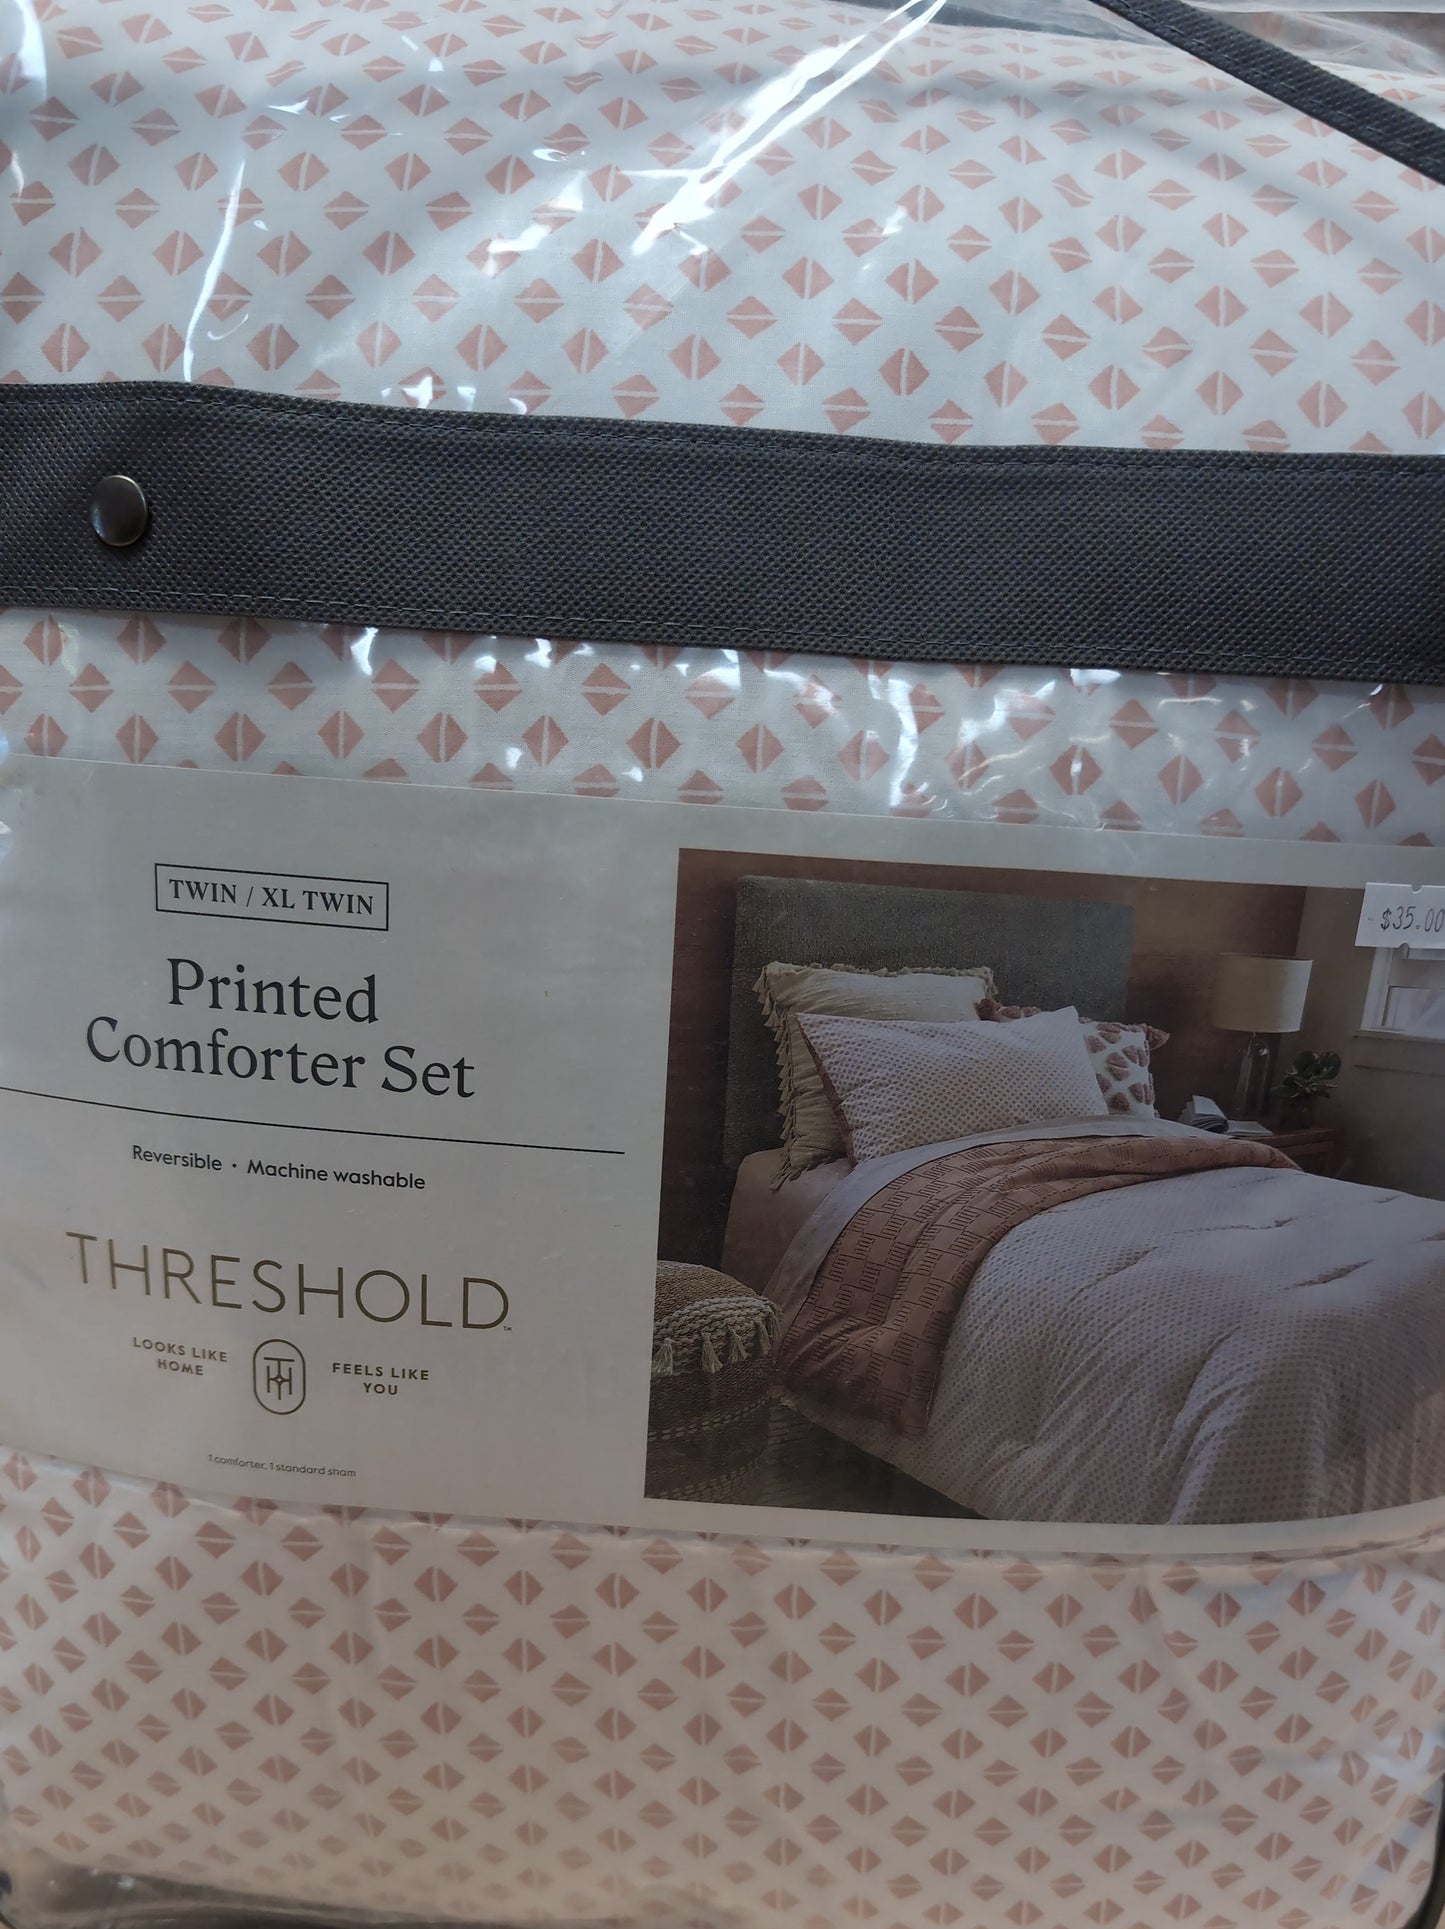 TWIN / XL TWIN
Printed
Comforter Set
Reversible • Machine washable
THRESHOLD™
LOOKS LIKE
HOME
FEELS LIKE
YOU
1 comforter, 1 standard sham
$35.00